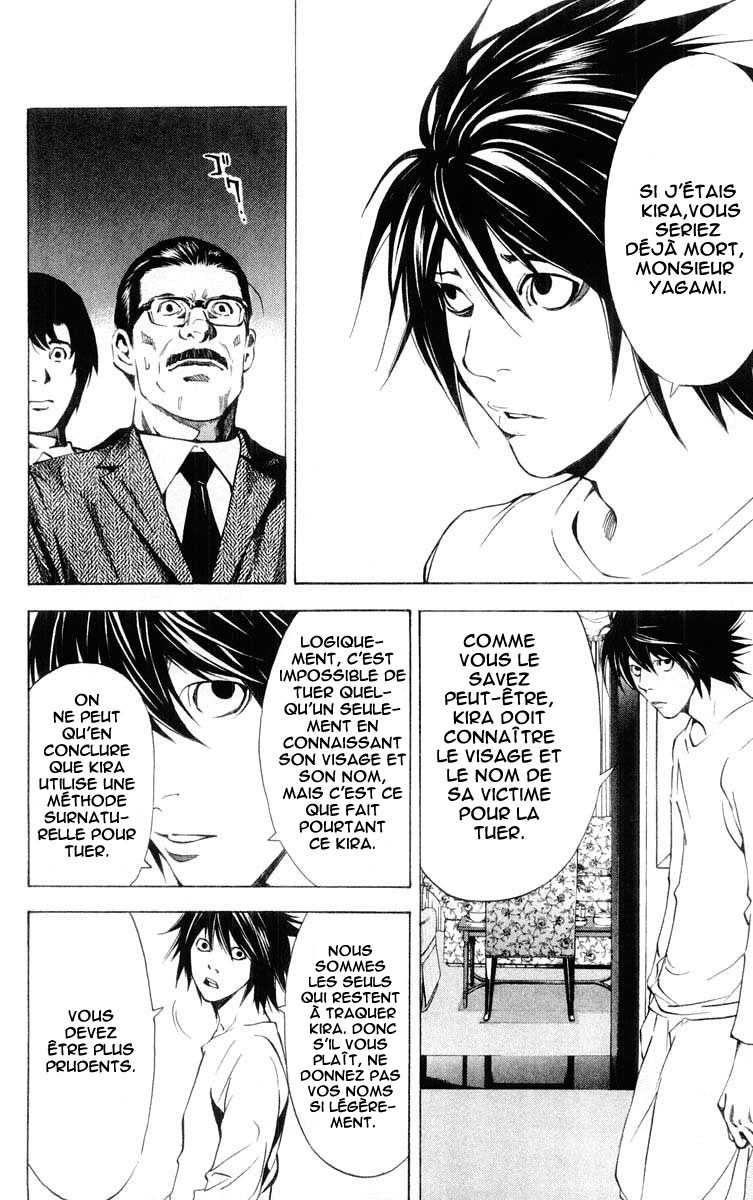 SI J'ÉTAIS
KIRA,VOUS
SERIEZ
DÉJÀ MORT,
MONSIEUR
YAGAMI.
ゴク…
COMME
VOUS LE
SAVEZ
PEUT-ÊTRE,
KIRA DOIT
CONNAÎTRE
LE VISAGE ET
LE NOM DE
SA VICTIME
POUR LA
TUER.
LOGIQUE-
MENT, C'EST
IMPOSSIBLE DE
TUER QUEL-
QU'UN SEULE-
MENT EN
CONNAISSANT
SON VISAGE ET
SON NOM,
MAIS C'EST CE
QUE FAIT
POURTANT
CE KIRA.
ON
NE PEUT
QU'EN
CONCLURE
QUE KIRA
UTILISE UNE
MÉTHODE
SURNATU-
RELLE POUR
TUER.
NOUS
SOMMES
LES SEULS
QUI RESTENT
À TRAQUER
KIRA. DONC
S'IL VOUS
PLAÎT, NE
DONNEZ PAS
VOS NOMS
SI LÉGÈRE-
MENT.
VOUS
DEVEZ
ÊTRE PLUS
PRUDENTS.